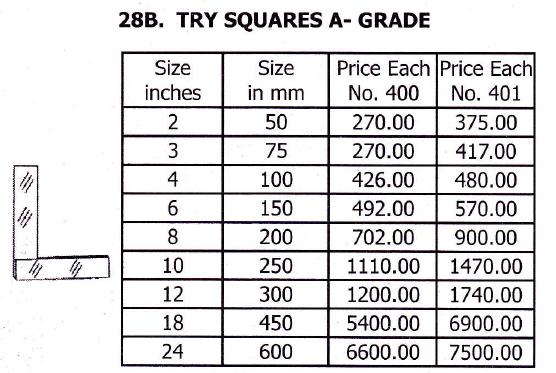 28B. TRY SQUARES A- GRADE
Size inches Size in mm Price Each No. 400 Price Each No. 401
2 50 270.00 375.00
3 75 270.00 417.00
4 100 426.00 480.00
6 150 492.00 570.00
8 200 702.00 900.00
10 250 1110.00 1470.00
12 300 1200.00 1740.00
18 450 5400.00 6900.00
24 600 6600.00 7500.00